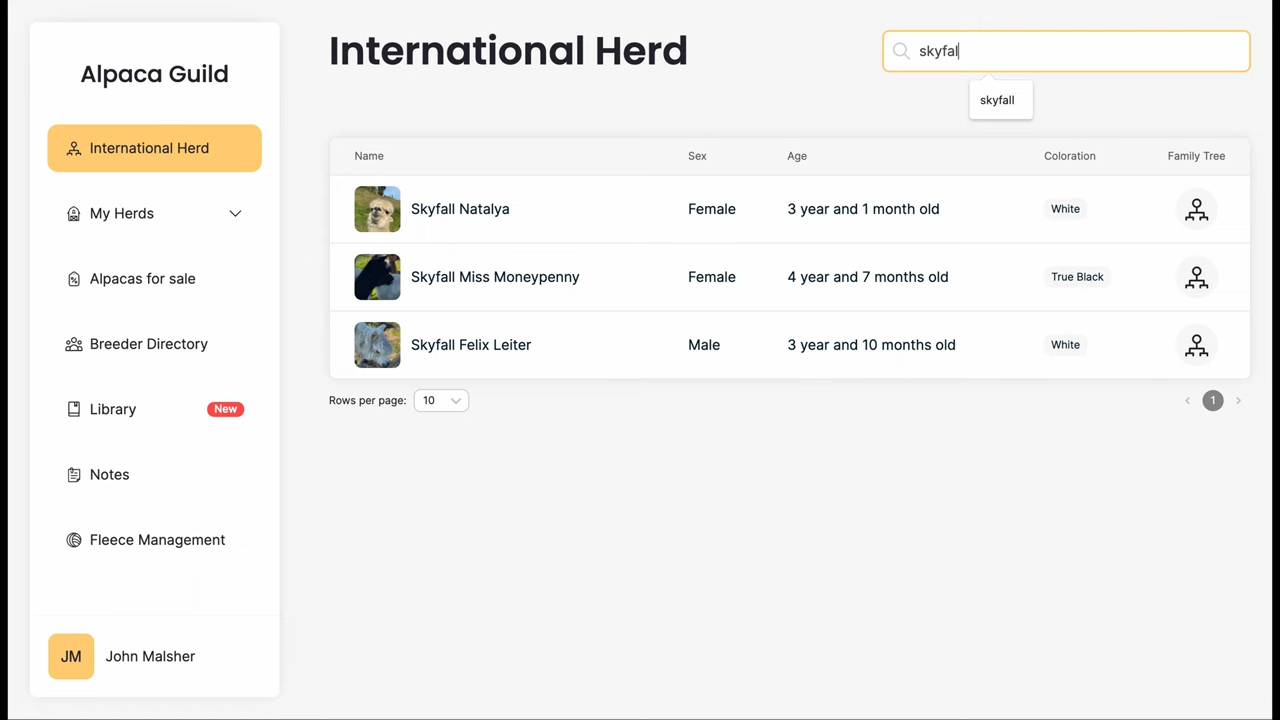 Alpaca Guild
International Herd
My Herds
Alpacas for sale
Breeder Directory
Library New
Notes
Fleece Management
JM John Malsher
International Herd
skyfal
skyfall
Name Sex Age Coloration Family Tree
Skyfall Natalya Female 3 year and 1 month old White
Skyfall Miss Moneypenny Female 4 year and 7 months old True Black
Skyfall Felix Leiter Male 3 year and 10 months old White
Rows per page: 10 1